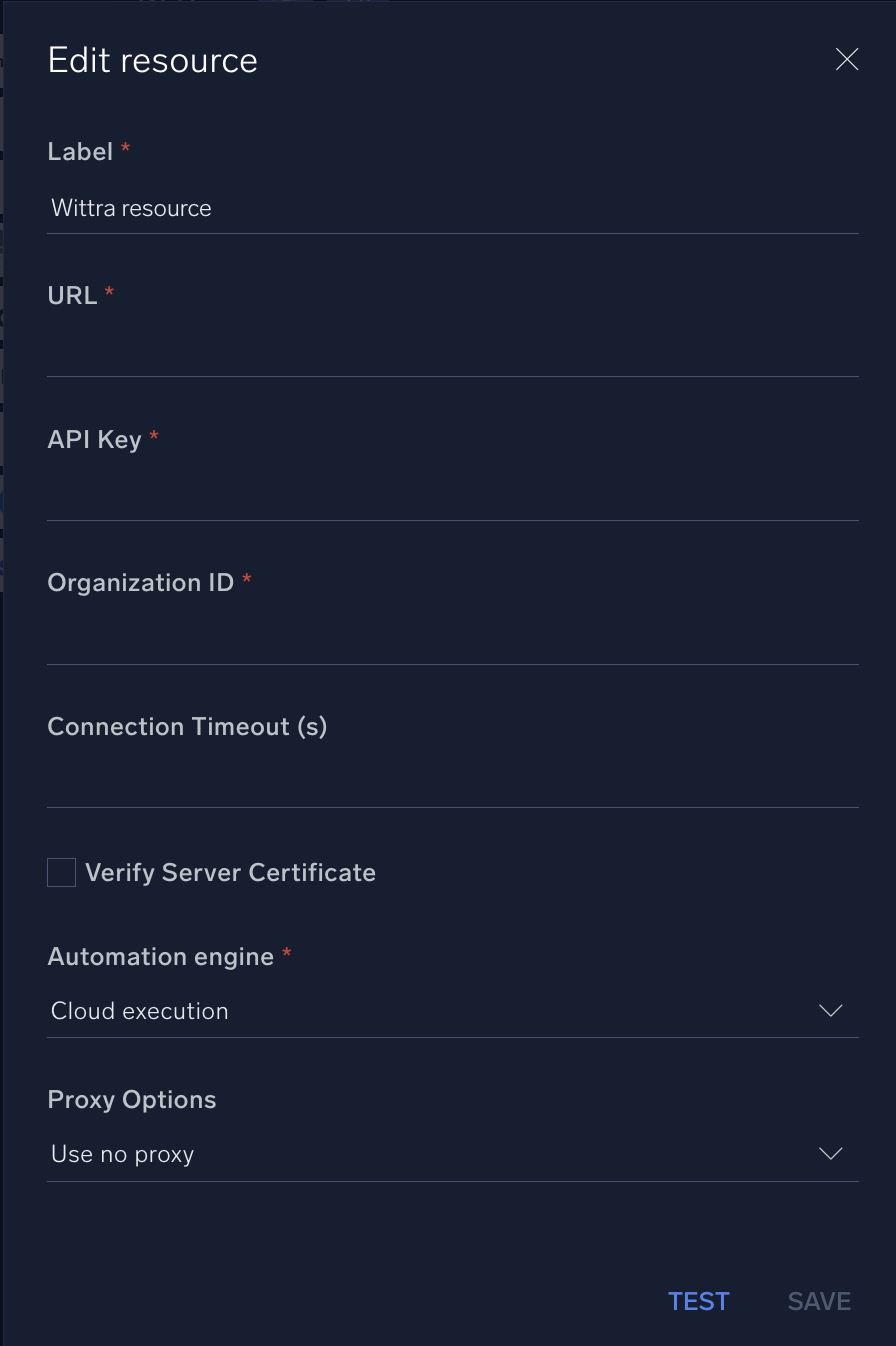 Edit resource
Label *
Wittra resource
URL *
API Key *
Organization ID *
Connection Timeout (s)
Verify Server Certificate
Automation engine *
Cloud execution
Proxy Options
Use no proxy
TEST SAVE